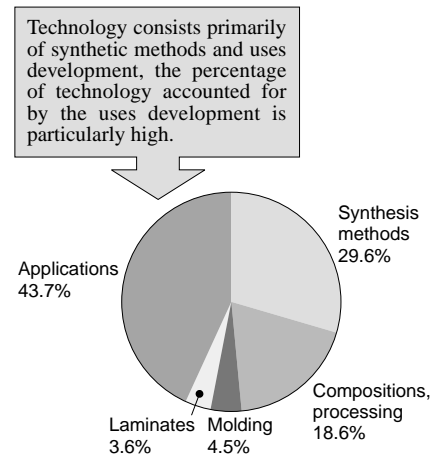 Technology consists primarily
of synthetic methods and uses
development, the percentage
of technology accounted for
by the uses development is
particularly high.
Synthesis
methods
29.6%
Applications
43.7%
Compositions,
processing
18.6%
Laminates
3.6%
Molding
4.5%